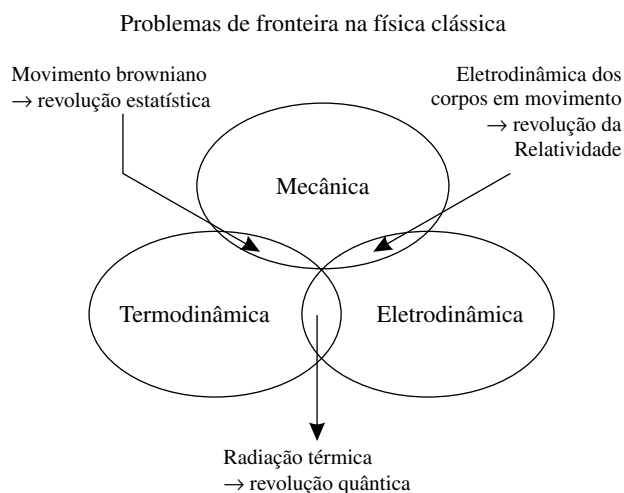 Problemas de fronteira na física clássica
Movimento browniano
→ revolução estatística
Eletrodinâmica dos
corpos em movimento
→ revolução da
Relatividade
Mecânica
Termodinâmica
Eletrodinâmica
Radiação térmica
→ revolução quântica